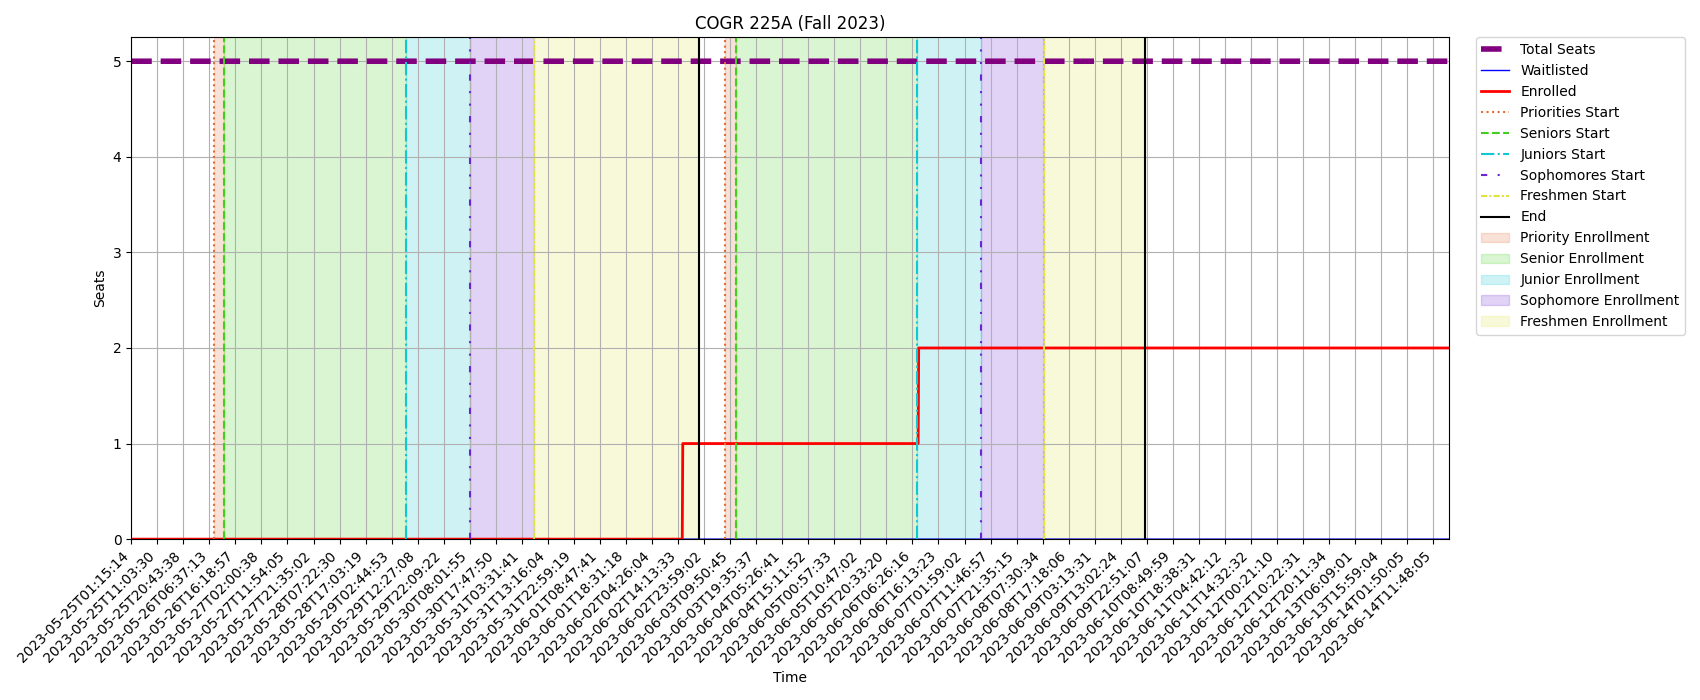 COGR 225A (Fall 2023)
Seats
5
4
3
2
1
0
2023-05-25T01:15:14
2023-05-25T11:03:30
2023-05-25T20:43:38
2023-05-26T06:37:13
2023-05-26T16:18:57
2023-05-27T02:00:38
2023-05-27T11:54:05
2023-05-27T21:35:02
2023-05-28T07:22:30
2023-05-28T17:03:19
2023-05-29T02:44:53
2023-05-29T12:27:08
2023-05-29T22:09:22
2023-05-30T08:01:55
2023-05-30T17:47:50
2023-05-31T03:31:41
2023-05-31T13:16:04
2023-05-31T22:59:19
2023-06-01T08:47:41
2023-06-01T18:31:18
2023-06-02T04:26:04
2023-06-02T14:13:33
2023-06-02T23:59:02
2023-06-03T09:50:45
2023-06-03T19:35:37
2023-06-04T05:26:41
2023-06-04T15:11:52
2023-06-05T00:57:33
2023-06-05T10:47:02
2023-06-05T20:33:20
2023-06-06T06:26:16
2023-06-06T16:13:23
2023-06-07T01:59:02
2023-06-07T11:46:57
2023-06-07T21:35:15
2023-06-08T07:30:34
2023-06-08T17:18:06
2023-06-09T03:13:31
2023-06-09T13:02:24
2023-06-09T22:51:07
2023-06-10T08:49:59
2023-06-10T18:38:31
2023-06-11T04:42:12
2023-06-11T14:32:32
2023-06-12T00:21:10
2023-06-12T10:22:31
2023-06-12T20:11:34
2023-06-13T06:09:01
2023-06-13T15:59:04
2023-06-14T01:50:05
2023-06-14T11:48:05
Time
Total Seats
Waitlisted
Enrolled
Priorities Start
Seniors Start
Juniors Start
Sophomores Start
Freshmen Start
End
Priority Enrollment
Senior Enrollment
Junior Enrollment
Sophomore Enrollment
Freshmen Enrollment